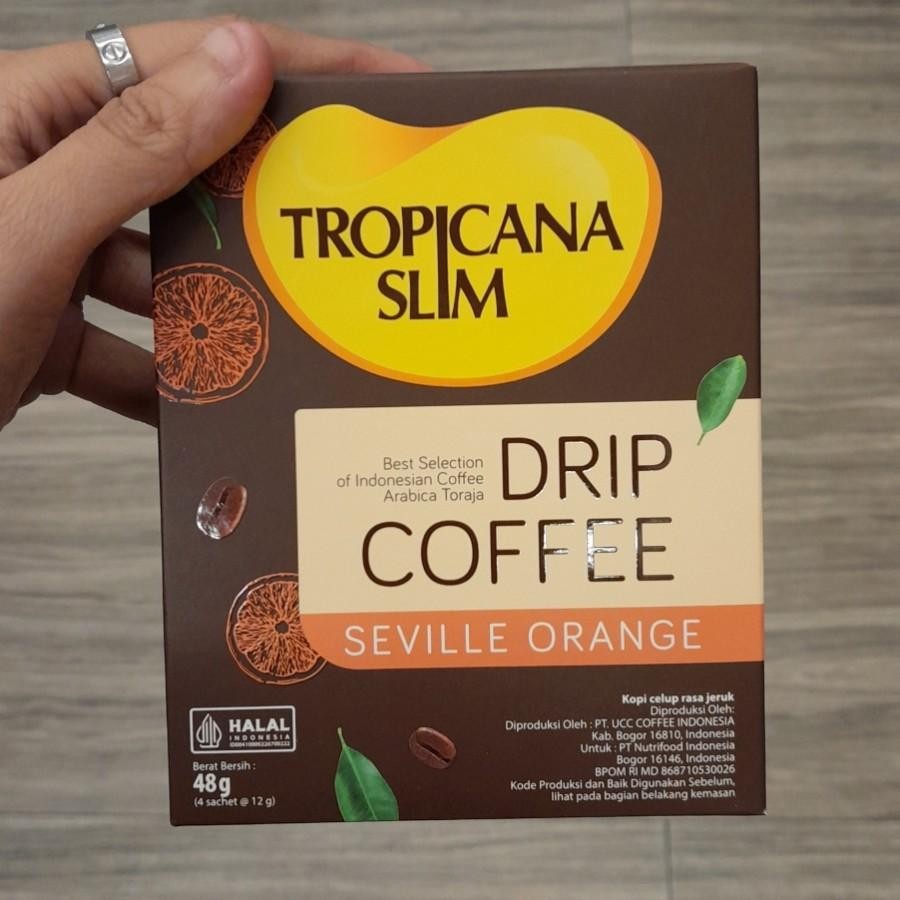 TROPICANA
SLIM
Best Selection
of Indonesian Coffee
Arabica Toraja
DRIP
COFFEE
SEVILLE ORANGE
HALAL
INDONESIA
Berat Bersih :
48g
(4 sachet @ 12 g)
Kopi celup rasa jeruk
Diproduksi Oleh:
Diproduksi Oleh : PT. UCC COFFEE INDONESIA
Kab. Bogor 16810, Indonesia
Untuk : PT Nutrifood Indonesia
Bogor 16146, Indonesia
BPOM RI MD 868710530026
Kode Produksi dan Baik Digunakan Sebelum,
lihat pada bagian belakang kemasan